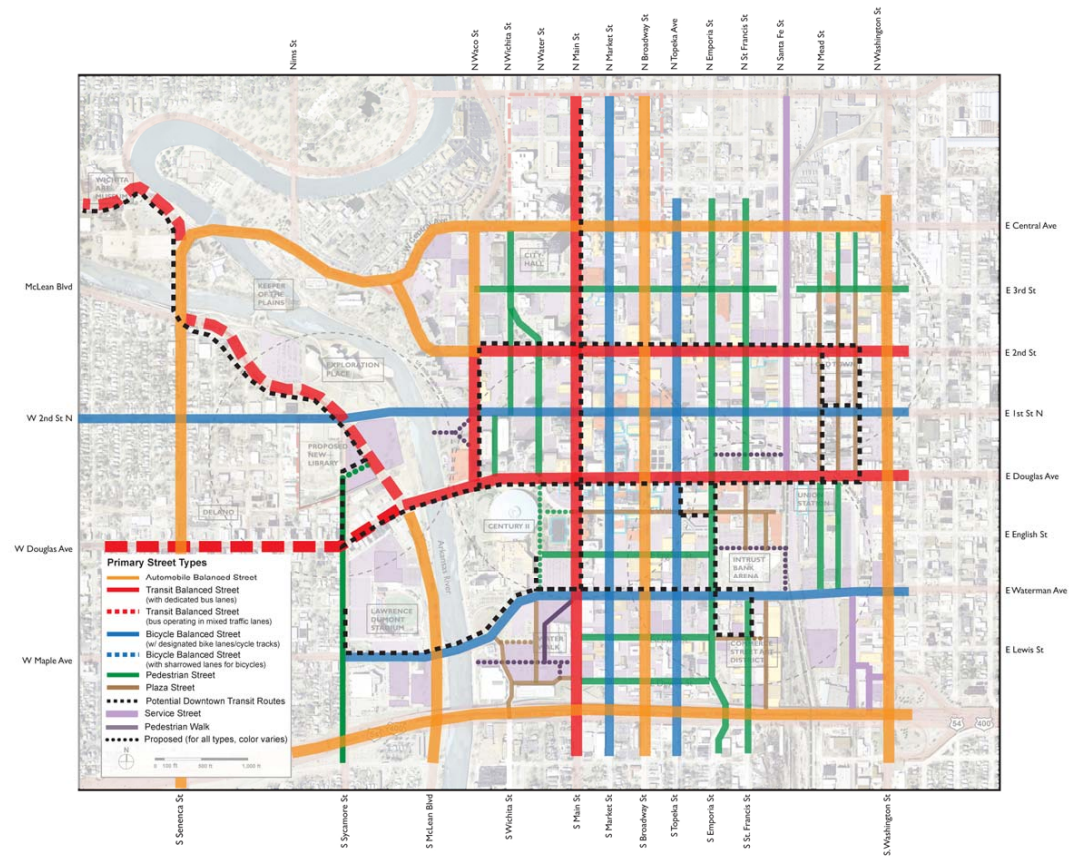 Nims St
N Waco St
N Wichita St
N Water St
N Main St
N Market St
N Broadway St
N Topeka Ave
N Emporia St
N St Francis St
N Santa Fe St
N Mead St
N Washington St
WICHITA
ART
MUSEUM
McLean Blvd
W 2nd St N
W Douglas Ave
W Maple Ave
E Central Ave
E 3rd St
E 2nd St
E 1st St N
E Douglas Ave
E English St
E Waterman Ave
E Lewis St
CITY
HALL
KEEPER
OF THE
PLAINS
EXPLORATION
PLACE
PROPOSED
NEW
LIBRARY
DELANO
CENTURY II
UNION
STATION
INTRUST
BANK
ARENA
LAWRENCE
DUMONT
STADIUM
Arkansas River
54
400
Primary Street Types
Automobile Balanced Street
Transit Balanced Street
(with dedicated bus lanes)
Transit Balanced Street
(bus operating in mixed traffic lanes)
Bicycle Balanced Street
(w/ designated bike lanes/cycle tracks)
Bicycle Balanced Street
(with sharrowed lanes for bicycles)
Pedestrian Street
Plaza Street
Potential Downtown Transit Routes
Service Street
Pedestrian Walk
Proposed (for all types, color varies)
N
1,000 ft
S Seneca St
S Sycamore St
S McLean Blvd
S Wichita St
S Main St
S Market St
S Broadway St
S Topeka St
S Emporia St
S St. Francis St
S Washington St